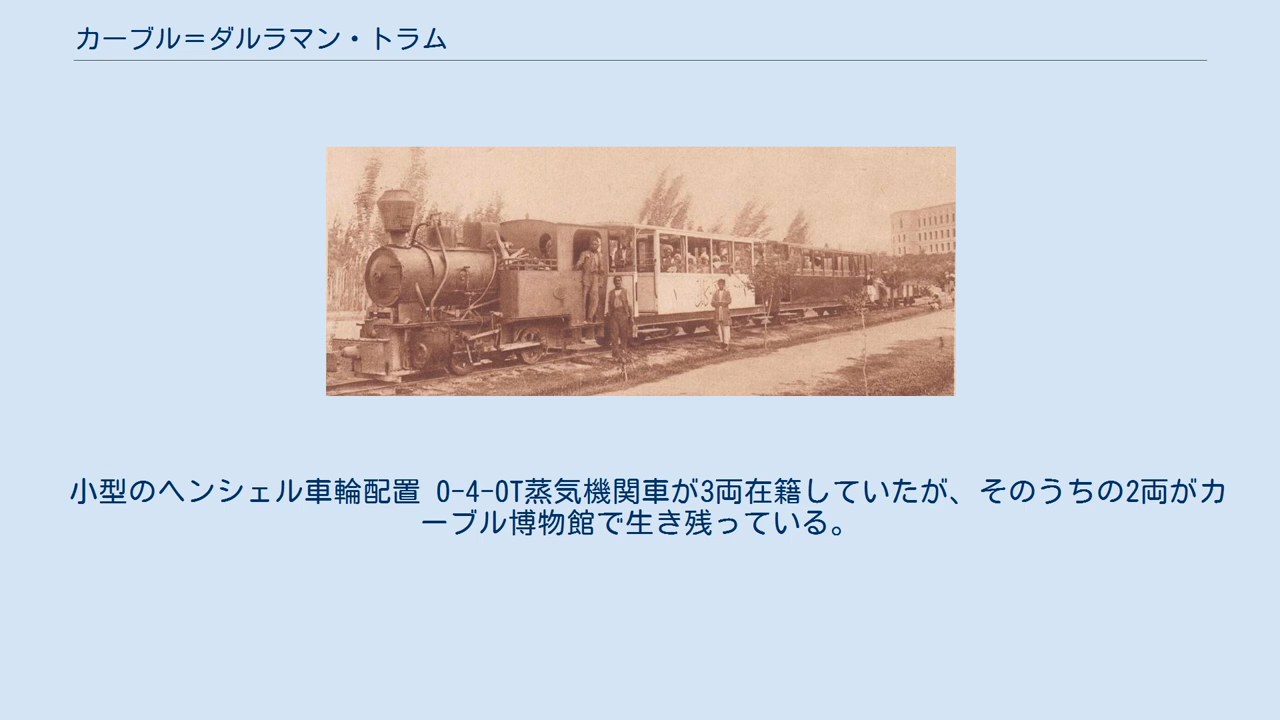 カーブル＝ダルラマン・トラム
小型のヘンシェル車輪配置 0-4-0T蒸気機関車が3両在籍していたが、そのうちの2両がカ
ーブル博物館で生き残っている。